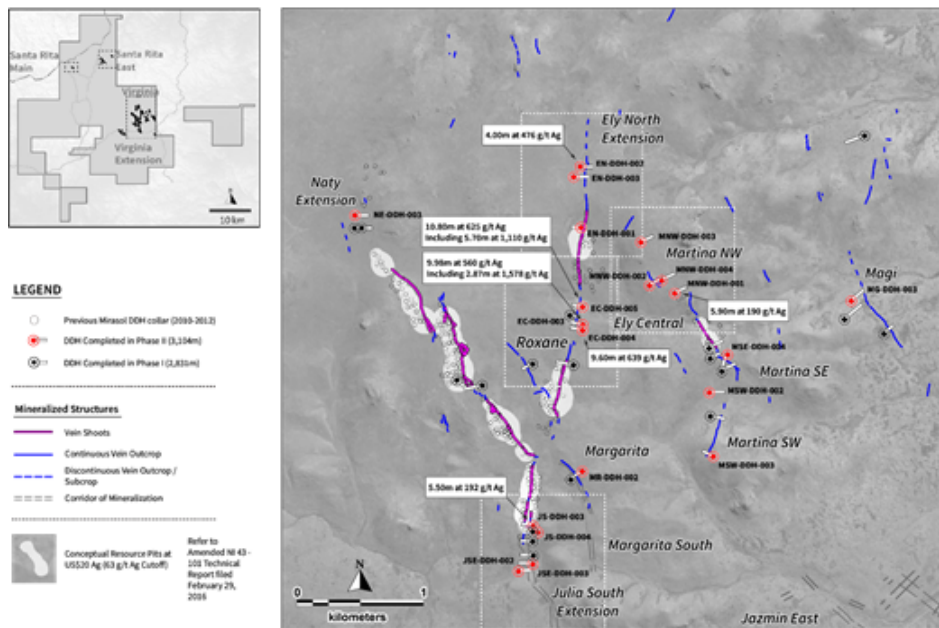 Santa Rita
Main
Santa Rita
East
Virginia
Virginia
Extension
10 km
LEGEND
Previous Mirasol DDH collar (2010-2012)
DDH Completed in Phase II (3,104m)
DDH Completed in Phase I (2,831m)
Mineralized Structures
Vein Shoots
Continuous Vein Outcrop
Discontinuous Vein Outcrop /
Subcrop
Corridor of Mineralization
Conceptual Resource Pits at
US$20 Ag (63 g/t Ag Cutoff)
Refer to
Amended NI 43 -
101 Technical
Report filed
February 29,
2016
Ely North
Extension
4.00m at 476 g/t Ag
EN-DDH-002
EN-DDH-003
Naty
Extension
NE-DDH-003
10.80m at 625 g/t Ag
Including 5.70m at 1,110 g/t Ag
EN-DDH-001
MNW-DDH-003
Martina NW
9.98m at 560 g/t Ag
Including 2.87m at 1,578 g/t Ag
MNW-DDH-002
MNW-DDH-004
MNW-DDH-001
Magi
MG-DDH-003
EC-DDH-005
5.90m at 190 g/t Ag
EC-DDH-003
Ely Central
EC-DDH-004
Roxane
9.60m at 639 g/t Ag
Martina SE
MSW-DDH-002
Martina SW
MSW-DDH-003
Margarita
MR-DDH-002
5.50m at 192 g/t Ag
JS-DDH-003
JS-DDH-004
Margarita South
JSE-DDH-002
JSE-DDH-003
Julia South
Extension
0
1
kilometers
Jazmin East